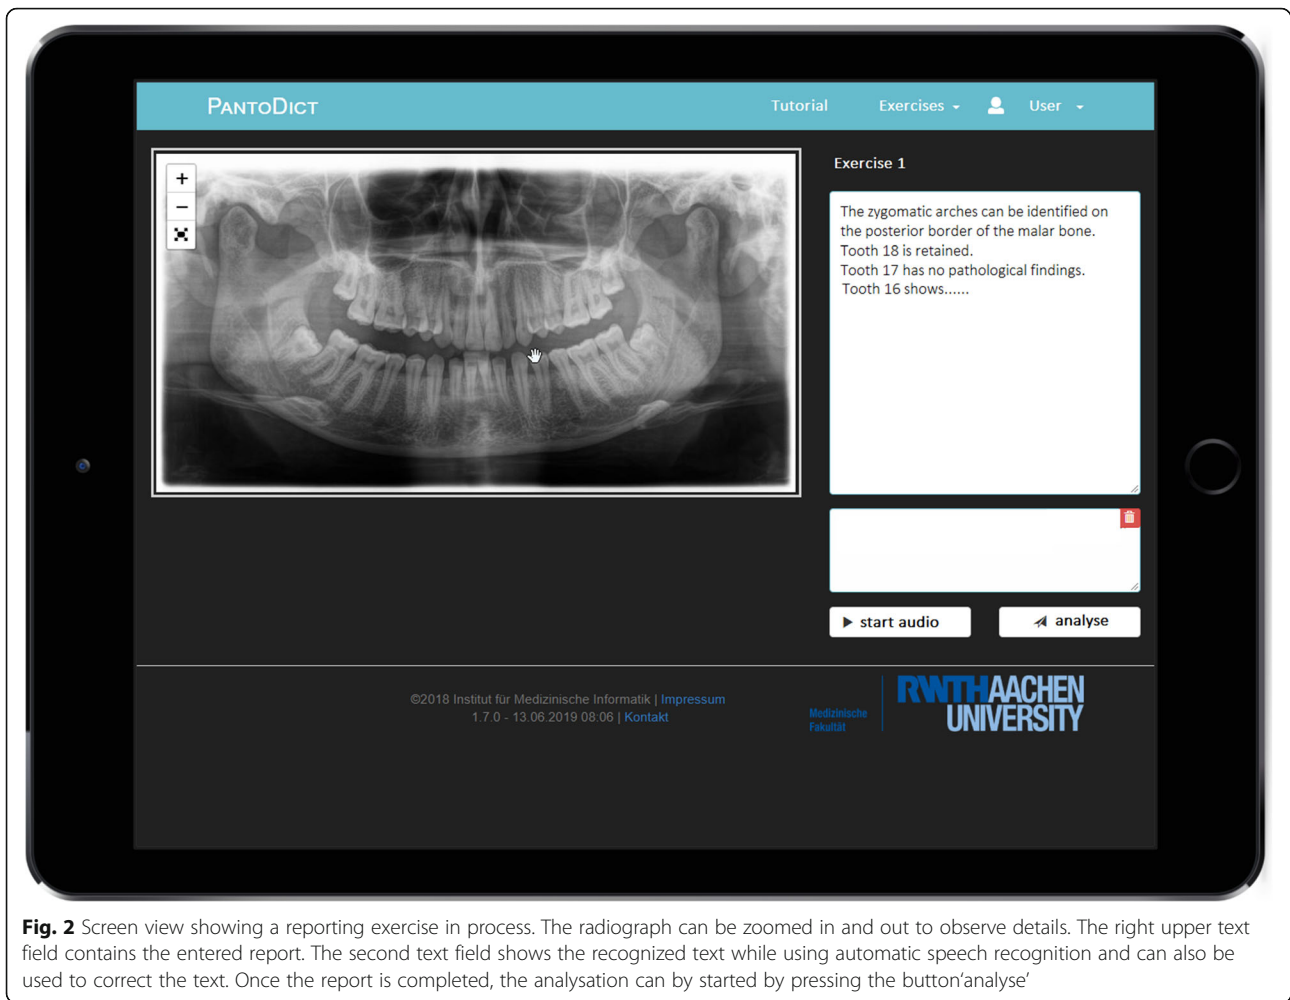 PANTODICT
Tutorial Exercises User
Exercise 1
The zygomatic arches can be identified on
the posterior border of the malar bone.
Tooth 18 is retained.
Tooth 17 has no pathological findings.
Tooth 16 shows......
start audio
analyse
©2018 Institut für Medizinische Informatik | Impressum
1.7.0 - 13.06.2019 08:06 | Kontakt
Medizinische
Fakultät
RWTHAACHEN
UNIVERSITY
Fig. 2 Screen view showing a reporting exercise in process. The radiograph can be zoomed in and out to observe details. The right upper text
field contains the entered report. The second text field shows the recognized text while using automatic speech recognition and can also be
used to correct the text. Once the report is completed, the analysation can by started by pressing the button‘analyse’